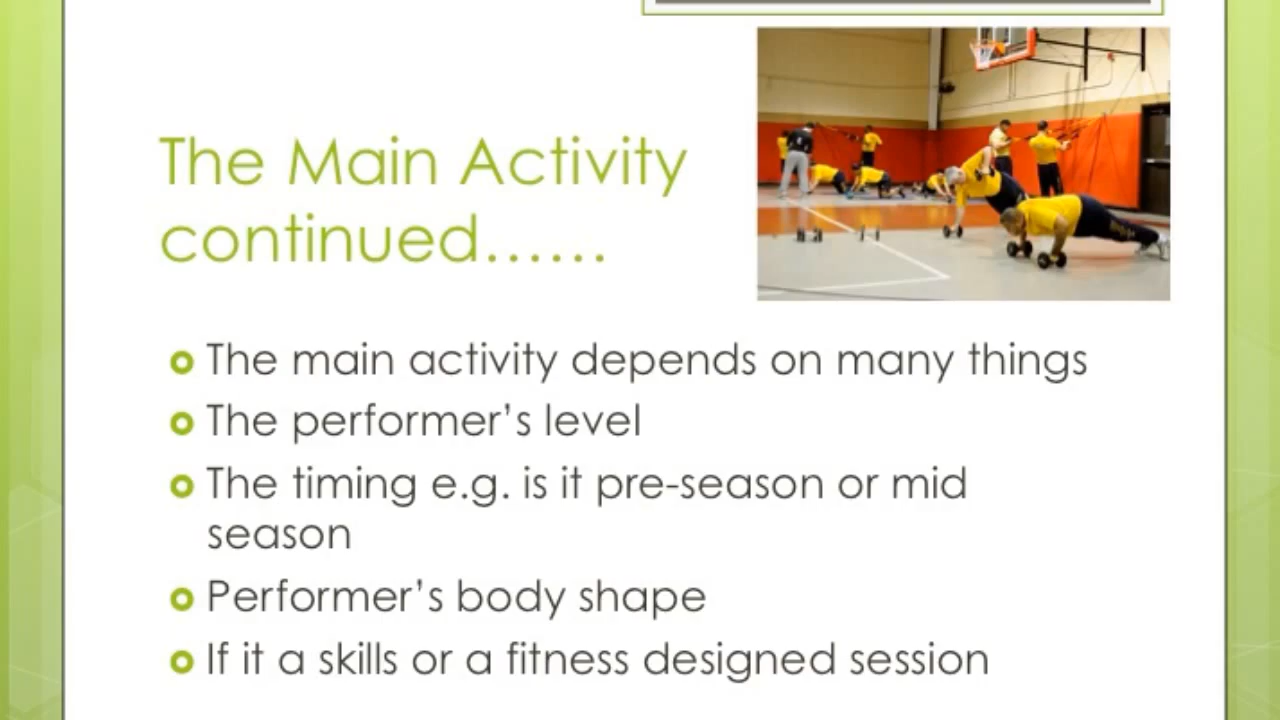 The Main Activity
continued......
The main activity depends on many things
The performer's level
The timing e.g. is it pre-season or mid
season
Performer's body shape
If it a skills or a fitness designed session